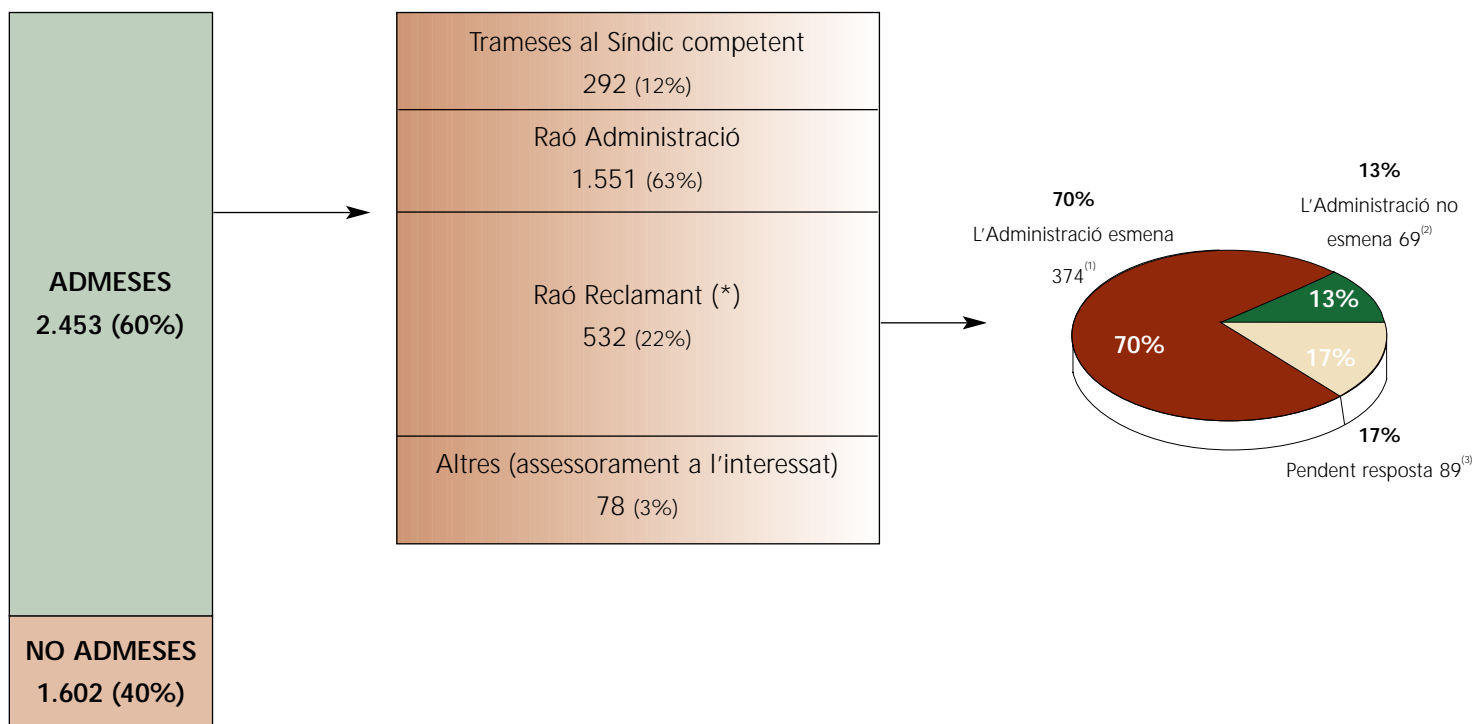 ADMESES
2.453 (60%)
NO ADMESES
1.602 (40%)
Trameses al Síndic competent
292 (12%)
Raó Administració
1.551 (63%)
Raó Reclamant (*)
532 (22%)
Altres (assessorament a l'interessat)
78 (3%)
70%
L'Administració esmena
374(1)
13%
L'Administració no
esmena 69(2)
13%
70%
17%
17%
Pendent resposta 89(3)